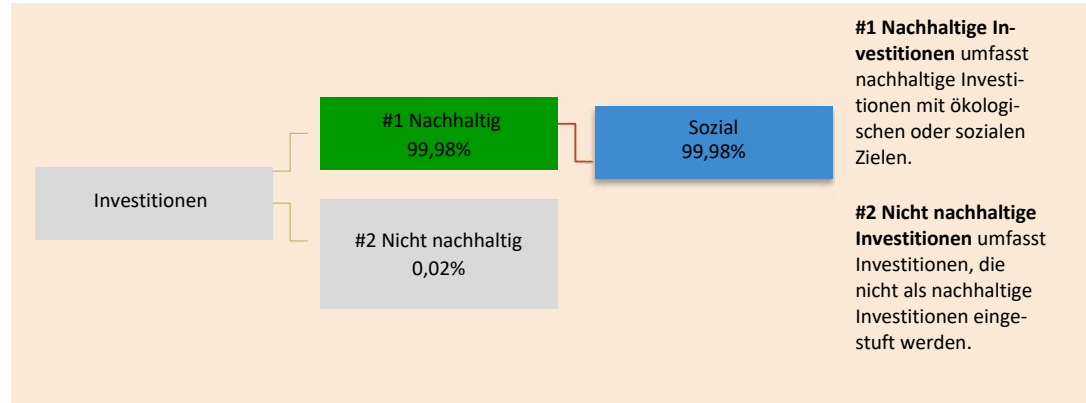 Investitionen
#1 Nachhaltig
99,98%
Sozial
99,98%
#2 Nicht nachhaltig
0,02%
#1 Nachhaltige In-
vestitionen umfasst
nachhaltige Investi-
tionen mit ökologi-
schen oder sozialen
Zielen.
#2 Nicht nachhaltige
Investitionen umfasst
Investitionen, die
nicht als nachhaltige
Investitionen einge-
stuft werden.